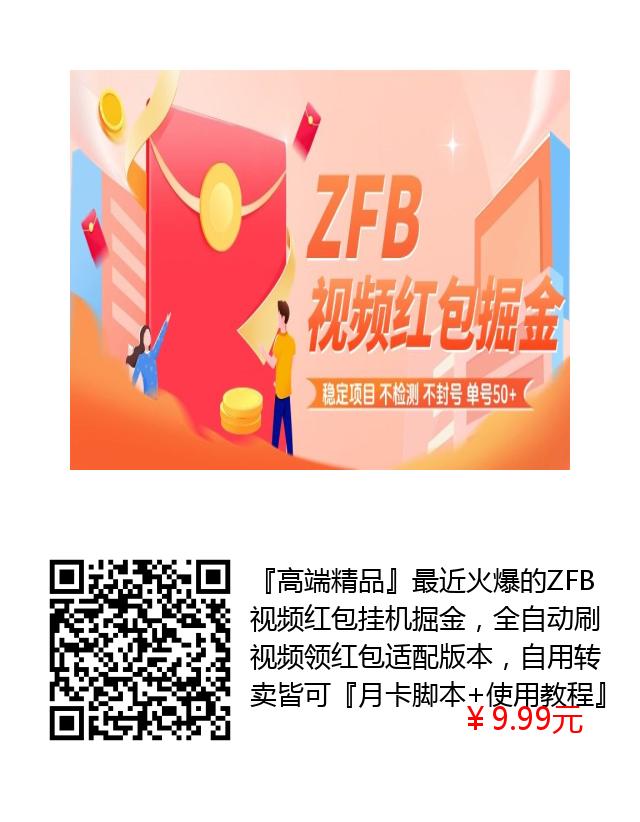 ZFB
视频红包掘金
稳定项目 不检测 不封号 单号50+
『高端精品』最近火爆的ZFB
视频红包挂机掘金，全自动刷
视频领红包适配版本，自用转
卖皆可『月卡脚本+使用教程』
￥9.99元